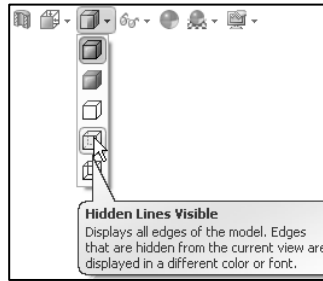 Hidden Lines Visible
Displays all edges of the model. Edges
that are hidden from the current view are
displayed in a different color or font.